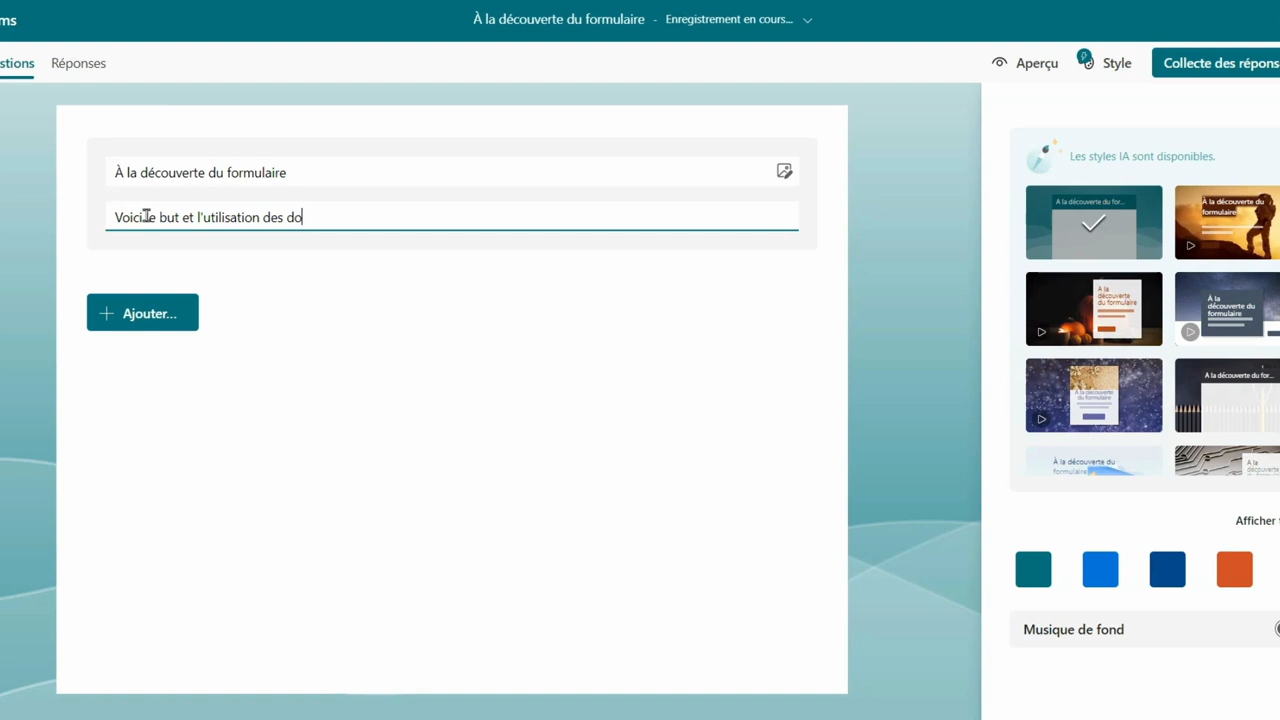 ms
À la découverte du formulaire - Enregistrement en cours...
stions Réponses
Aperçu Style Collecte des répons
À la découverte du formulaire
Voici le but et l'utilisation des do
Ajouter...
Les styles IA sont disponibles.
À la découverte du for...
À la découverte du
formulaire
À la
découverte
du
formulaire
À la
découverte du
formulaire
À la découverte
du formulaire
À la découverte du for...
À la découverte du
formulaire
À la
découverte
du
Afficher
Musique de fond